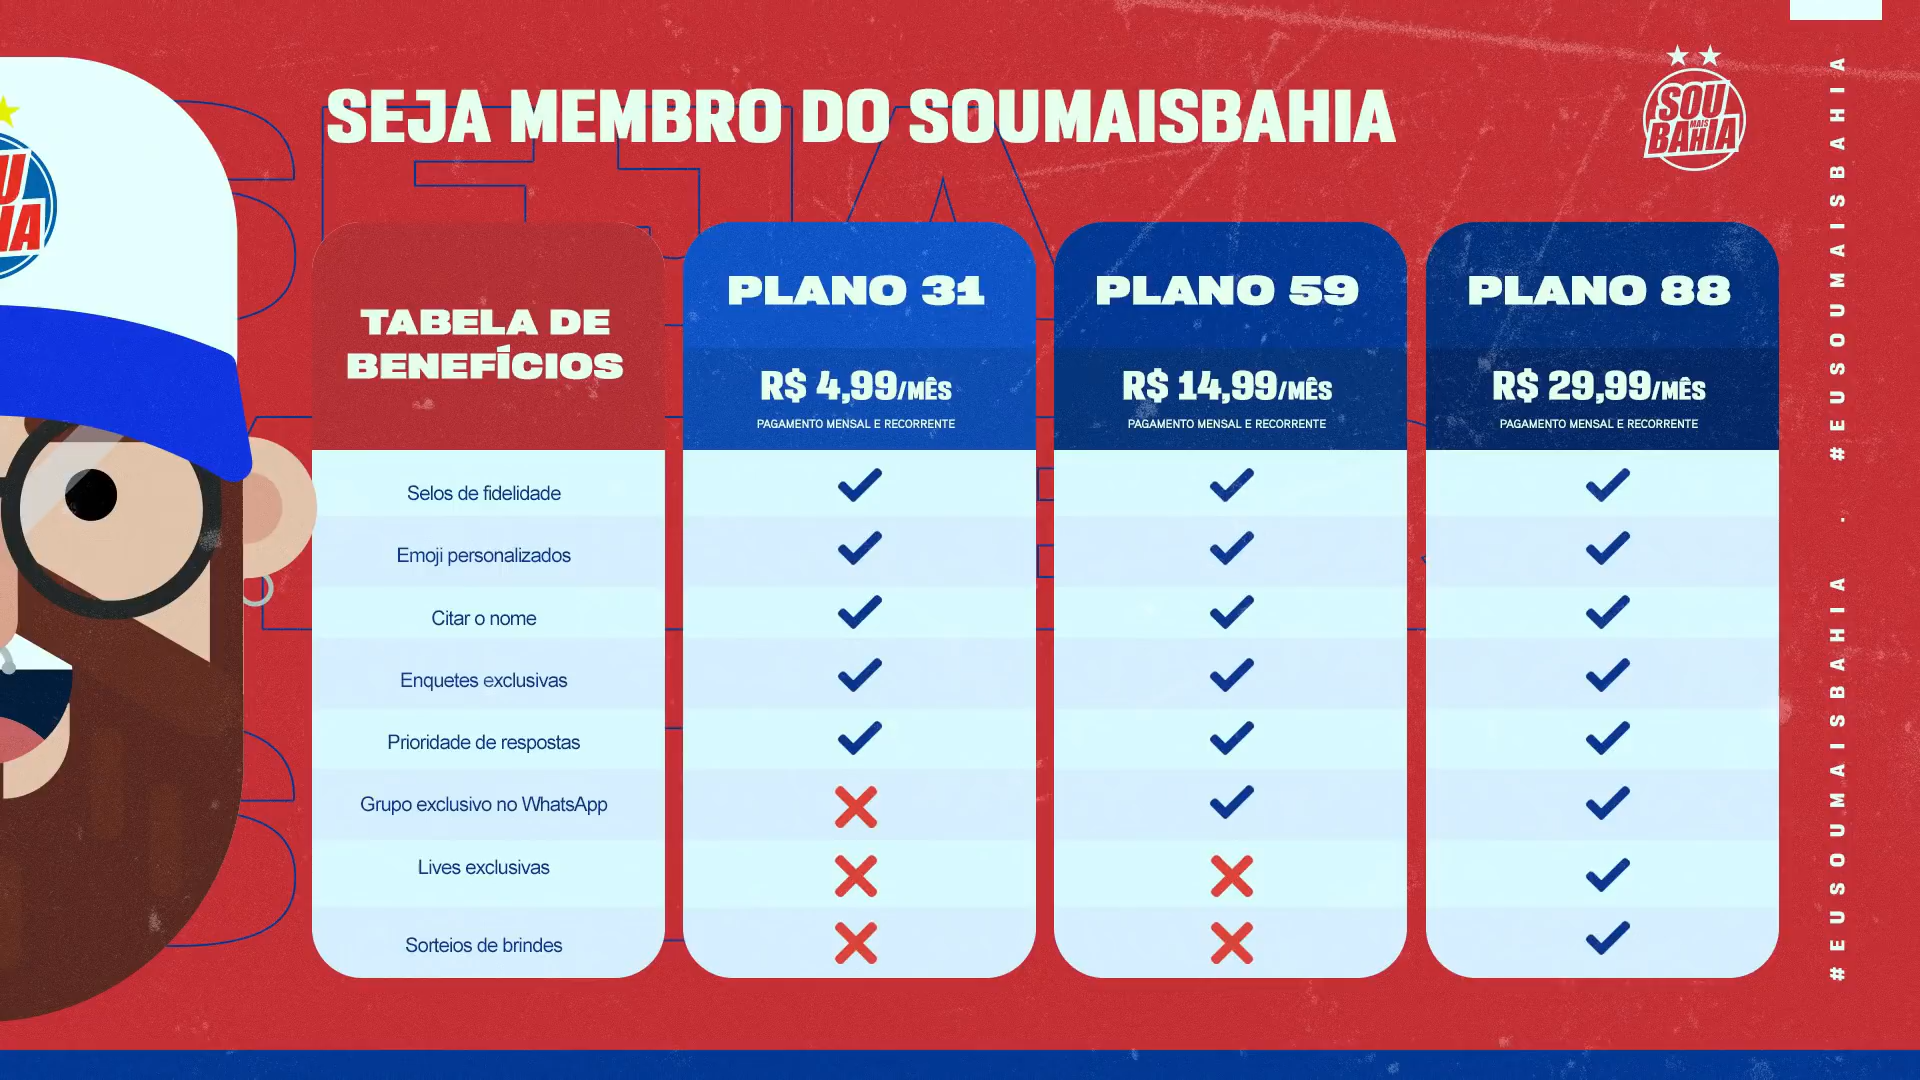 SEJA MEMBRO DO SOUMAISBAHIA
SOU
MAIS
BAHIA
SEJA
TABELA DE
BENEFÍCIOS
PLANO 31
R$ 4,99/MÊS
PAGAMENTO MENSAL E RECORRENTE
PLANO 59
R$ 14,99/MÊS
PAGAMENTO MENSAL E RECORRENTE
PLANO 88
R$ 29,99/MÊS
PAGAMENTO MENSAL E RECORRENTE
Selos de fidelidade
Emoji personalizados
Citar o nome
Enquetes exclusivas
Prioridade de respostas
Grupo exclusivo no WhatsApp
Lives exclusivas
Sorteios de brindes
#EUSOUMAISBAHIA . #EUSOUMAISBAHIA